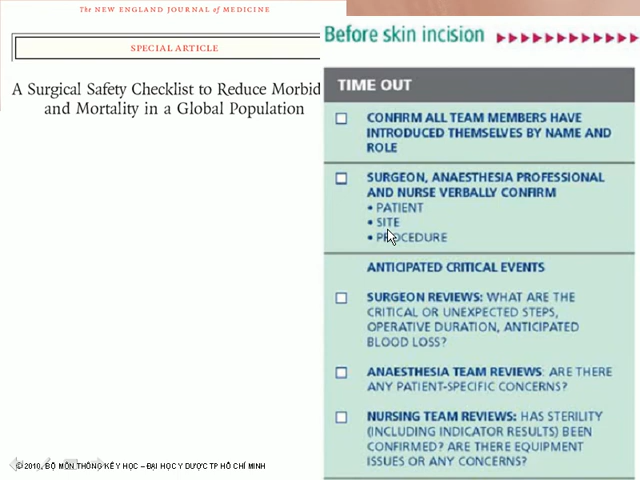 The NEW ENGLAND JOURNAL of MEDICINE
SPECIAL ARTICLE
A Surgical Safety Checklist to Reduce Morbid
and Mortality in a Global Population
Before skin incision
TIME OUT
CONFIRM ALL TEAM MEMBERS HAVE
INTRODUCED THEMSELVES BY NAME AND
ROLE
SURGEON, ANAESTHESIA PROFESSIONAL
AND NURSE VERBALLY CONFIRM
• PATIENT
• SITE
• PROCEDURE
ANTICIPATED CRITICAL EVENTS
SURGEON REVIEWS: WHAT ARE THE
CRITICAL OR UNEXPECTED STEPS,
OPERATIVE DURATION, ANTICIPATED
BLOOD LOSS?
ANAESTHESIA TEAM REVIEWS: ARE THERE
ANY PATIENT-SPECIFIC CONCERNS?
NURSING TEAM REVIEWS: HAS STERILITY
(INCLUDING INDICATOR RESULTS) BEEN
CONFIRMED? ARE THERE EQUIPMENT
ISSUES OR ANY CONCERNS?
© 2010, BỘ MÔN THỐNG KÊ Y HỌC – ĐẠI HỌC Y DƯỢC TP HỒ CHÍ MINH